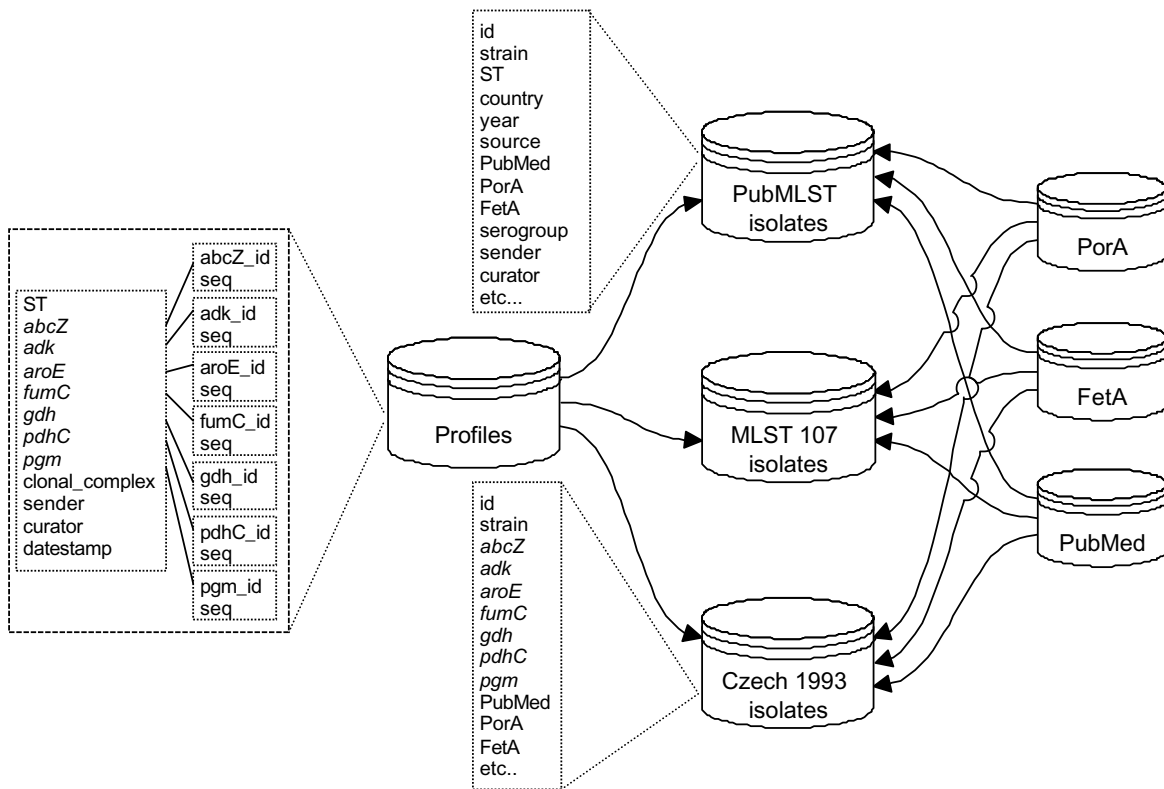 id
strain
ST
country
year
source
PubMed
PorA
FetA
serogroup
sender
curator
etc...
ST
abcZ
adk
aroE
fumC
gdh
pdhC
pgm
clonal_complex
sender
curator
datestamp
abcZ_id
seq
adk_id
seq
aroE_id
seq
fumC_id
seq
gdh_id
seq
pdhC_id
seq
pgm_id
seq
Profiles
id
strain
abcZ
adk
aroE
fumC
gdh
pdhC
pgm
PubMed
PorA
FetA
etc..
PubMLST
isolates
MLST 107
isolates
Czech 1993
isolates
PorA
FetA
PubMed